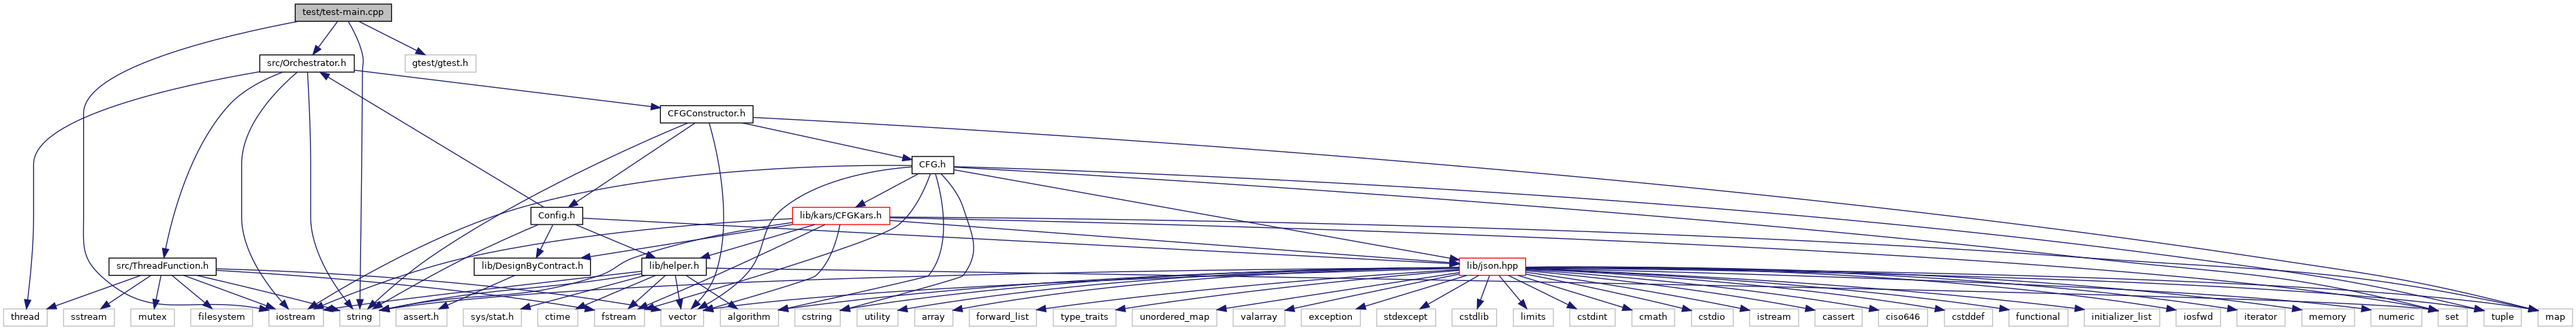 test/test-main.cpp
src/Orchestrator.h
gtest/gtest.h
CFGConstructor.h
CFG.h
Config.h
lib/kars/CFGKars.h
src/ThreadFunction.h
lib/DesignByContract.h
lib/helper.h
lib/json.hpp
thread
sstream
mutex
filesystem
iostream
string
assert.h
sys/stat.h
ctime
fstream
vector
algorithm
cstring
utility
array
forward_list
type_traits
unordered_map
valarray
exception
stdexcept
cstdlib
limits
cstdint
cmath
cstdio
istream
cassert
ciso646
cstddef
functional
initializer_list
iosfwd
iterator
memory
numeric
set
tuple
map